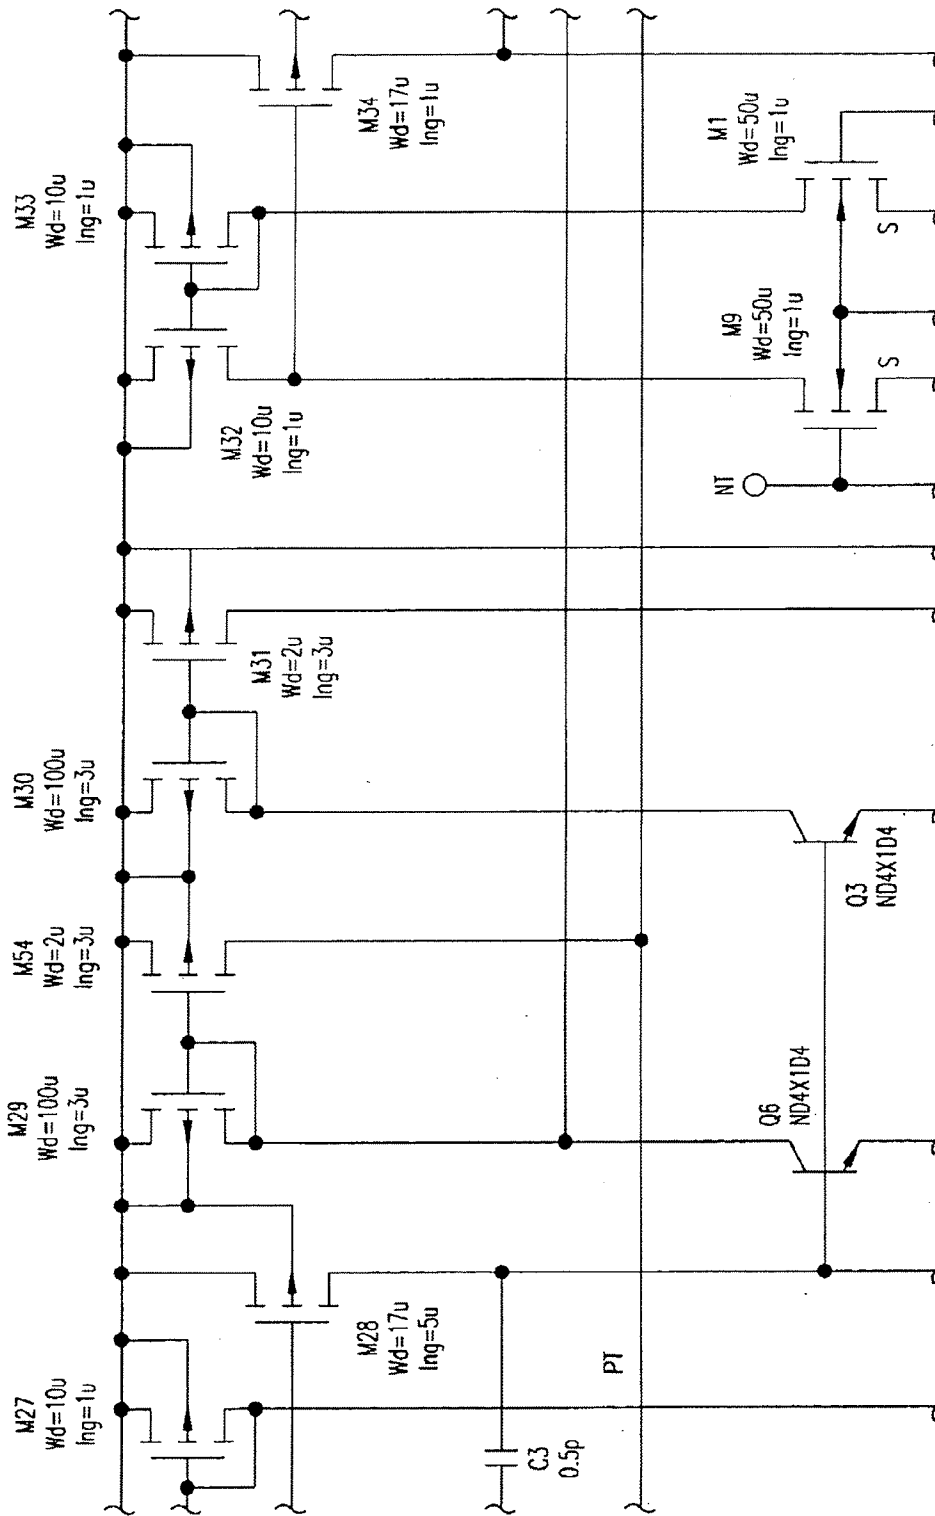 M27
Wd=10u
lng=1u
M29
Wd=100u
lng=3u
M54
Wd=2u
lng=3u
M30
Wd=100u
lng=3u
M33
Wd=10u
lng=1u
M32
Wd=10u
lng=1u
M31
Wd=2u
lng=3u
M28
Wd=17u
lng=5u
M34
Wd=17u
lng=1u
C3
0.5p
PT
NT
M9
Wd=50u
lng=1u
M1
Wd=50u
lng=1u
Q6
ND4X1D4
Q3
ND4X1D4
S
S